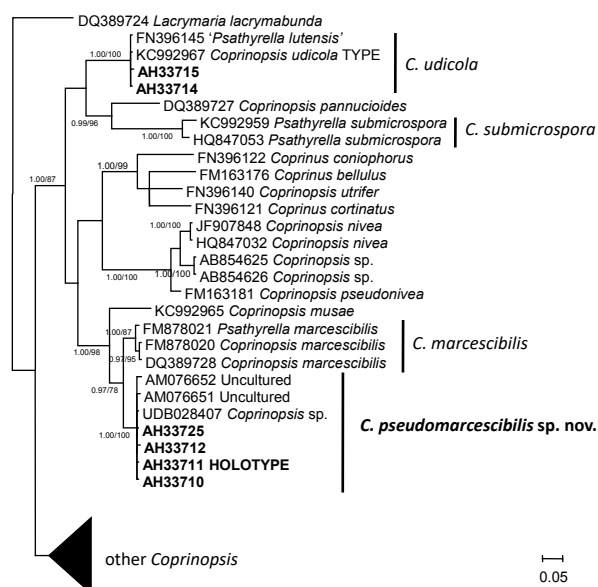 DQ389724 Lacrymaria lacrymabunda
FN396145 ‘Psathyrella lutensis’
1.00/100
KC992967 Coprinopsis udicola TYPE
C. udicola
AH33715
AH33714
DQ389727 Coprinopsis pannucioides
0.99/96
KC992959 Psathyrella submicrospora
C. submicrospora
1.00/100
HQ847053 Psathyrella submicrospora
FN396122 Coprinus coniophorus
1.00/99
FM163176 Coprinus bellulus
1.00/87
FN396140 Coprinopsis utrifer
FN396121 Coprinus cortinatus
1.00/100
JF907848 Coprinopsis nivea
HQ847032 Coprinopsis nivea
AB854625 Coprinopsis sp.
1.00/100
1.00/100
AB854626 Coprinopsis sp.
FM163181 Coprinopsis pseudonivea
KC992965 Coprinopsis musae
1.00/87
FM878021 Psathyrella marcescibilis
FM878020 Coprinopsis marcescibilis
C. marcescibilis
1.00/98
0.97/95
DQ389728 Coprinopsis marcescibilis
AM076652 Uncultured
0.97/78
AM076651 Uncultured
UDB028407 Coprinopsis sp.
C. pseudomarcescibilis sp. nov.
1.00/100
AH33725
AH33712
AH33711 HOLOTYPE
AH33710
other Coprinopsis
0.05